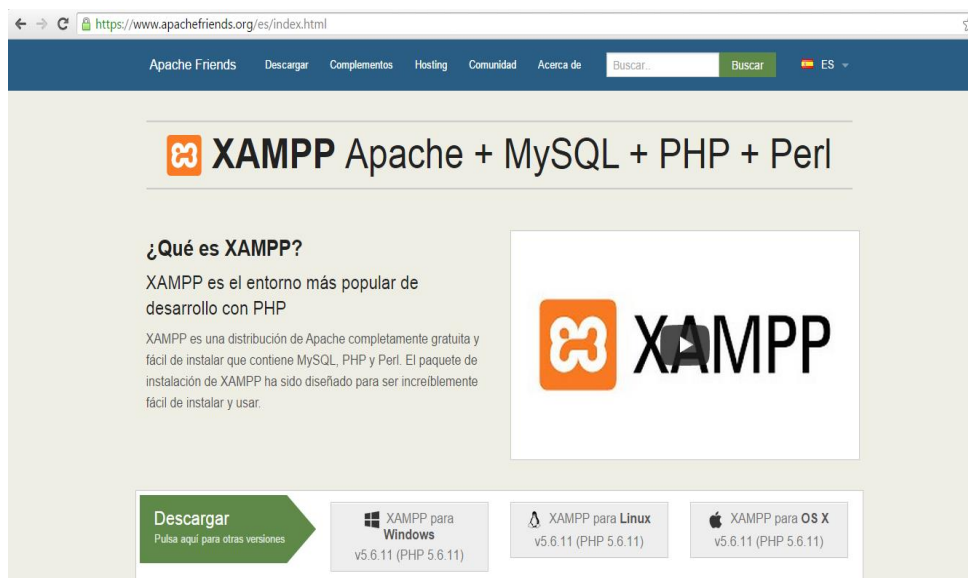 https://www.apachefriends.org/es/index.html
Apache Friends Descargar Complementos Hosting Comunidad Acerca de Buscar... Buscar ES
XAMPP Apache + MySQL + PHP + Perl
¿Qué es XAMPP?
XAMPP es el entorno más popular de
desarrollo con PHP
XAMPP es una distribución de Apache completamente gratuita y
fácil de instalar que contiene MySQL, PHP y Perl. El paquete de
instalación de XAMPP ha sido diseñado para ser increíblemente
fácil de instalar y usar.
XAMPP
Descargar
Pulsa aquí para otras versiones
XAMPP para
Windows
v5.6.11 (PHP 5.6.11)
XAMPP para Linux
v5.6.11 (PHP 5.6.11)
XAMPP para OS X
v5.6.11 (PHP 5.6.11)